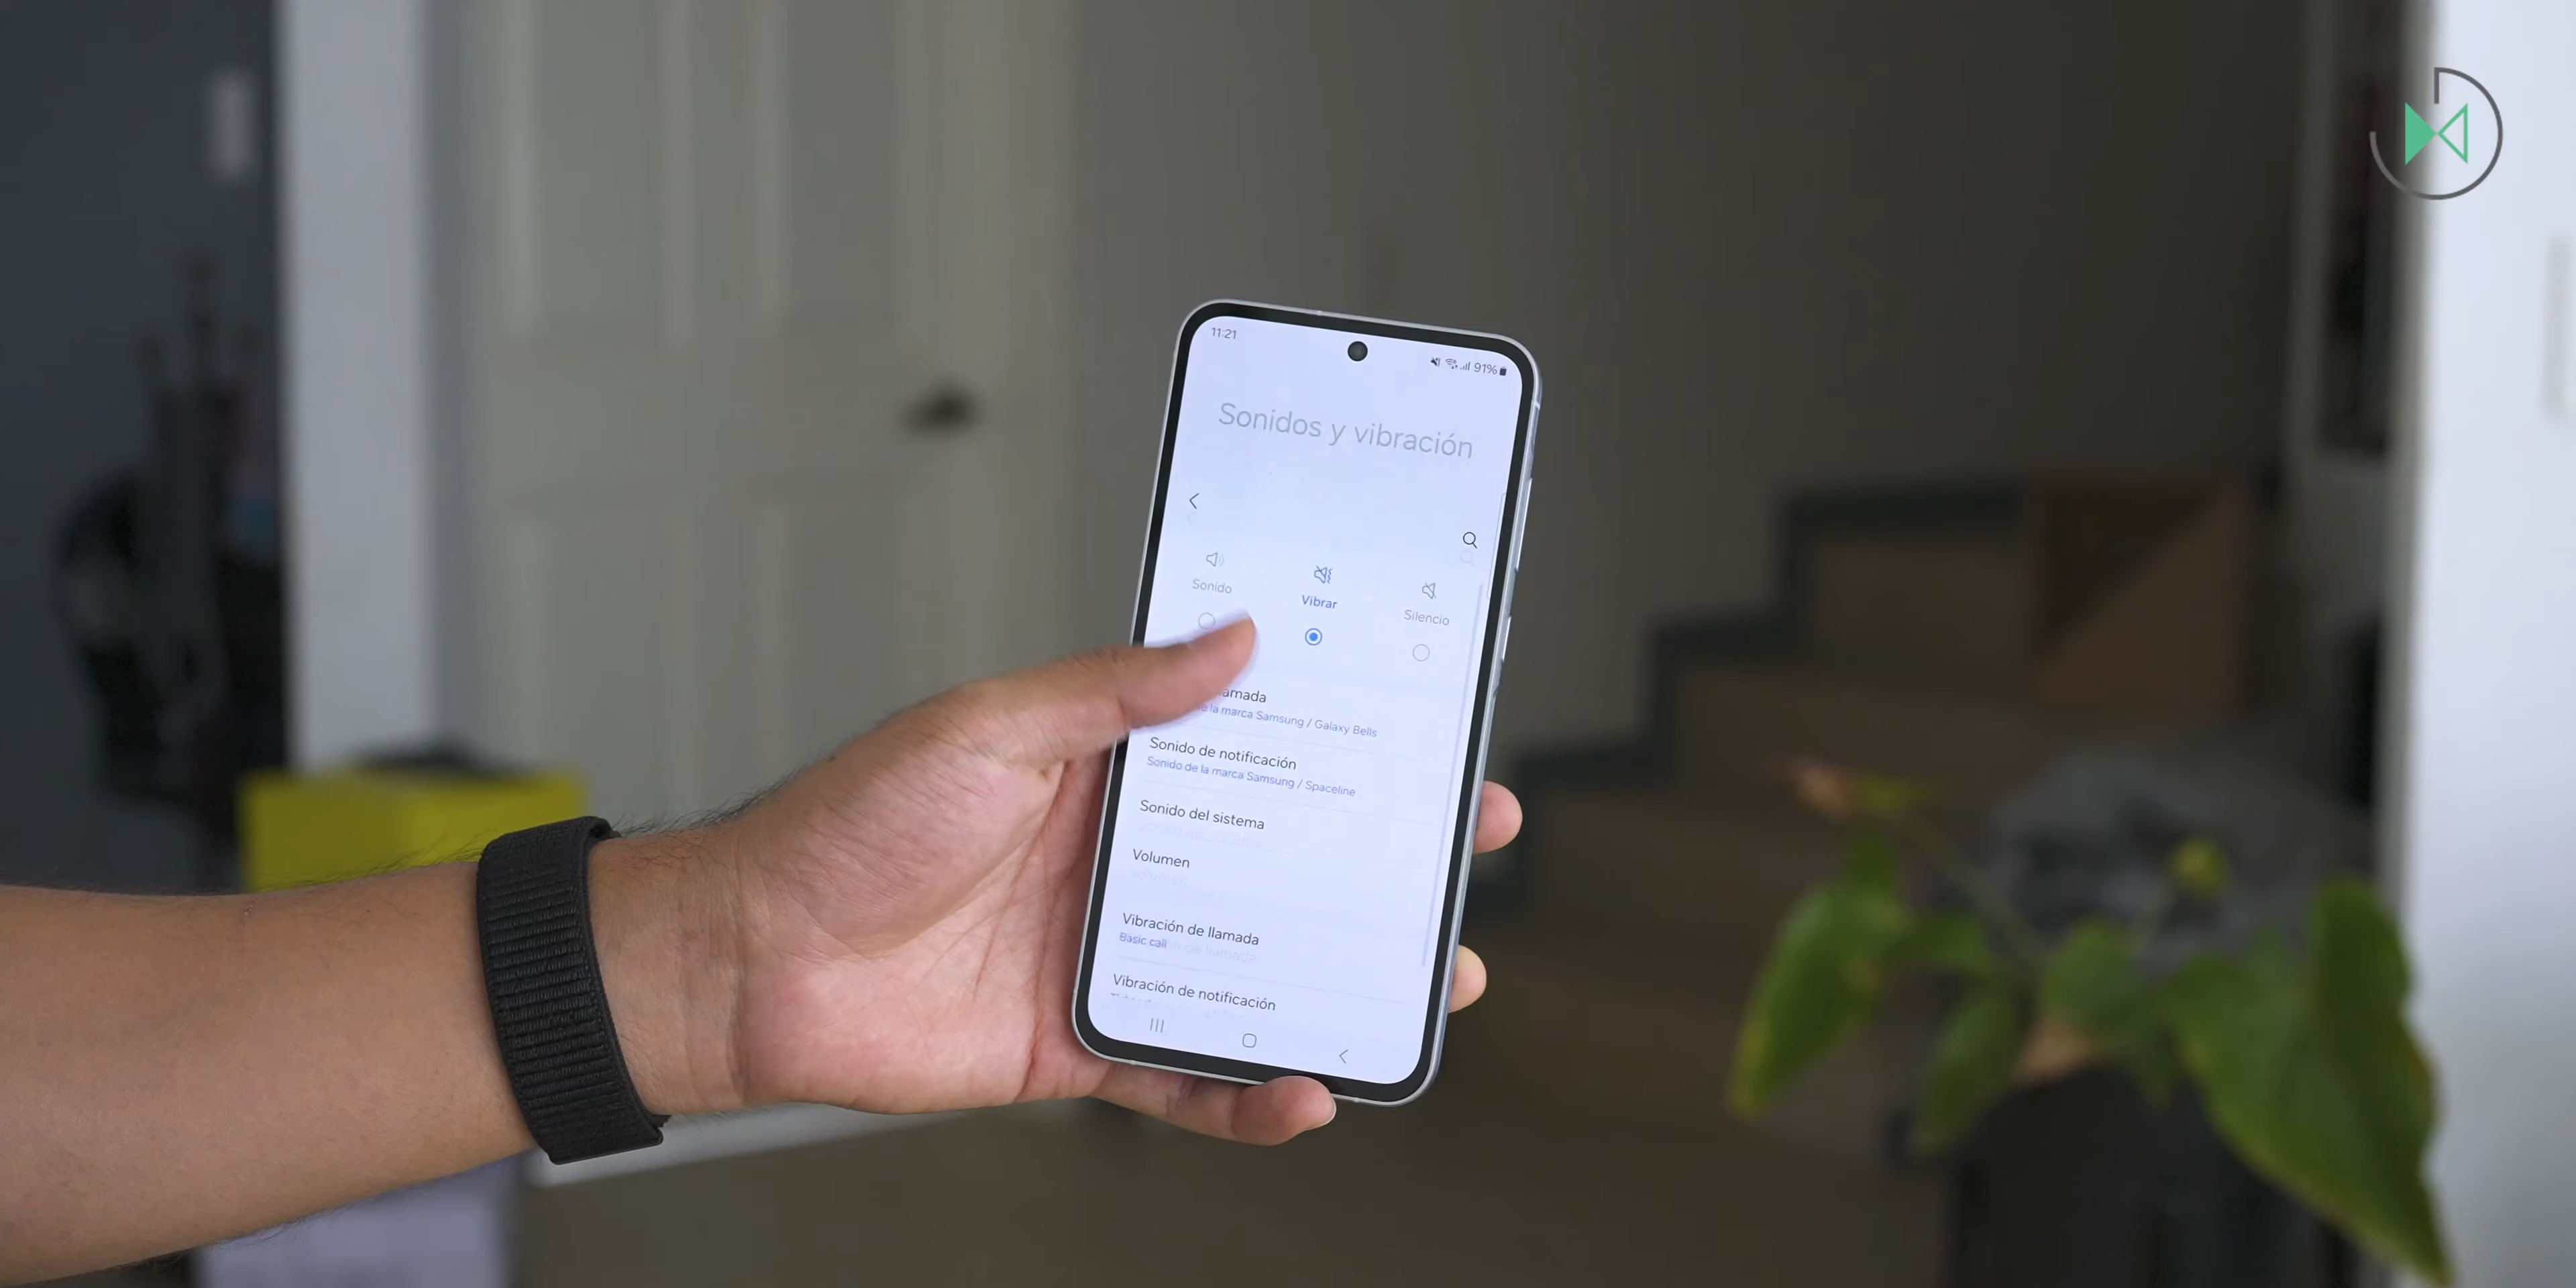 11:21
91%
Sonidos y vibración
Sonido
Vibrar
Silencio
la marca Samsung / Galaxy Bells
Sonido de notificación
Sonido de la marca Samsung / Spaceline
Sonido del sistema
Volumen
Vibración de llamada
Basic call
Vibración de notificación